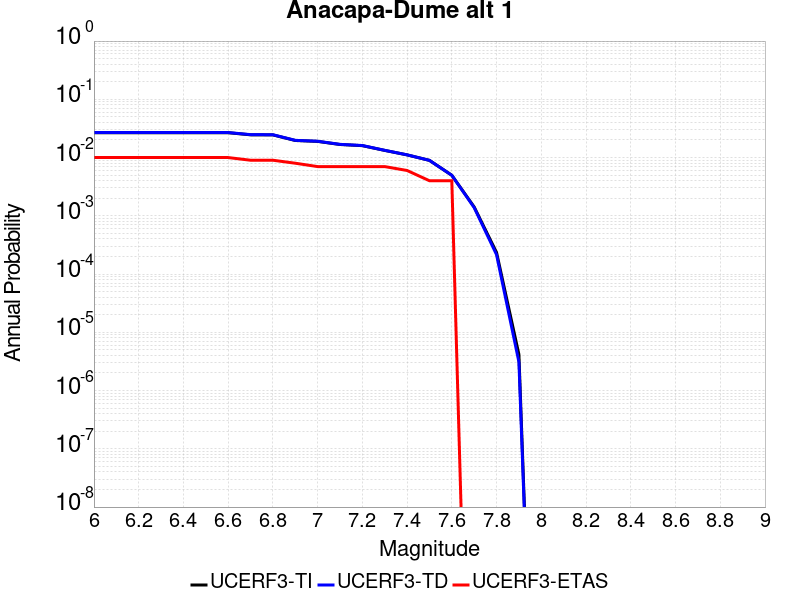 Anacapa-Dume alt 1
10^0
10^-1
10^-2
10^-3
10^-4
10^-5
10^-6
10^-7
10^-8
Annual Probability
6 6.2 6.4 6.6 6.8 7 7.2 7.4 7.6 7.8 8 8.2 8.4 8.6 8.8 9
Magnitude
UCERF3-TI UCERF3-TD UCERF3-ETAS